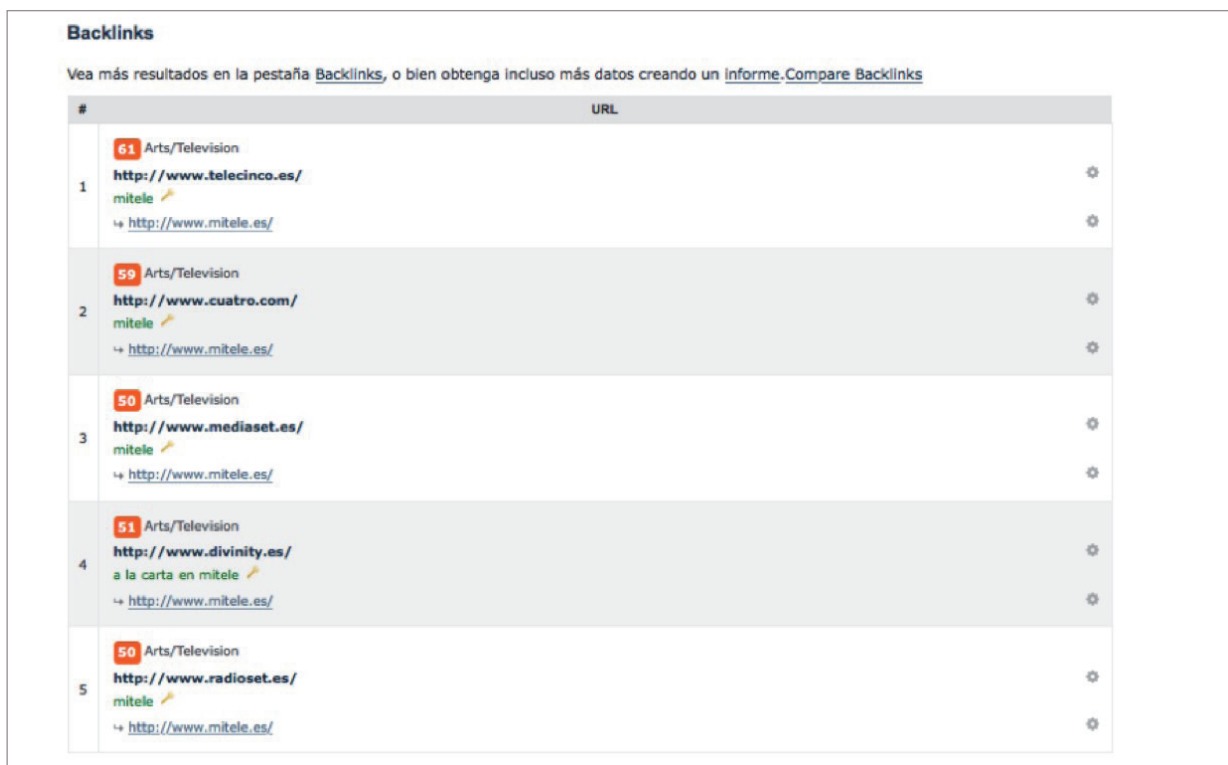 Backlinks
Vea más resultados en la pestaña Backlinks, o bien obtenga incluso más datos creando un informe.Compare Backlinks
# URL
61 Arts/Television
1
http://www.telecinco.es/
mitele
↪ http://www.mitele.es/
59 Arts/Television
2
http://www.cuatro.com/
mitele
↪ http://www.mitele.es/
50 Arts/Television
3
http://www.mediaset.es/
mitele
↪ http://www.mitele.es/
51 Arts/Television
4
http://www.divinity.es/
a la carta en mitele
↪ http://www.mitele.es/
50 Arts/Television
5
http://www.radioset.es/
mitele
↪ http://www.mitele.es/